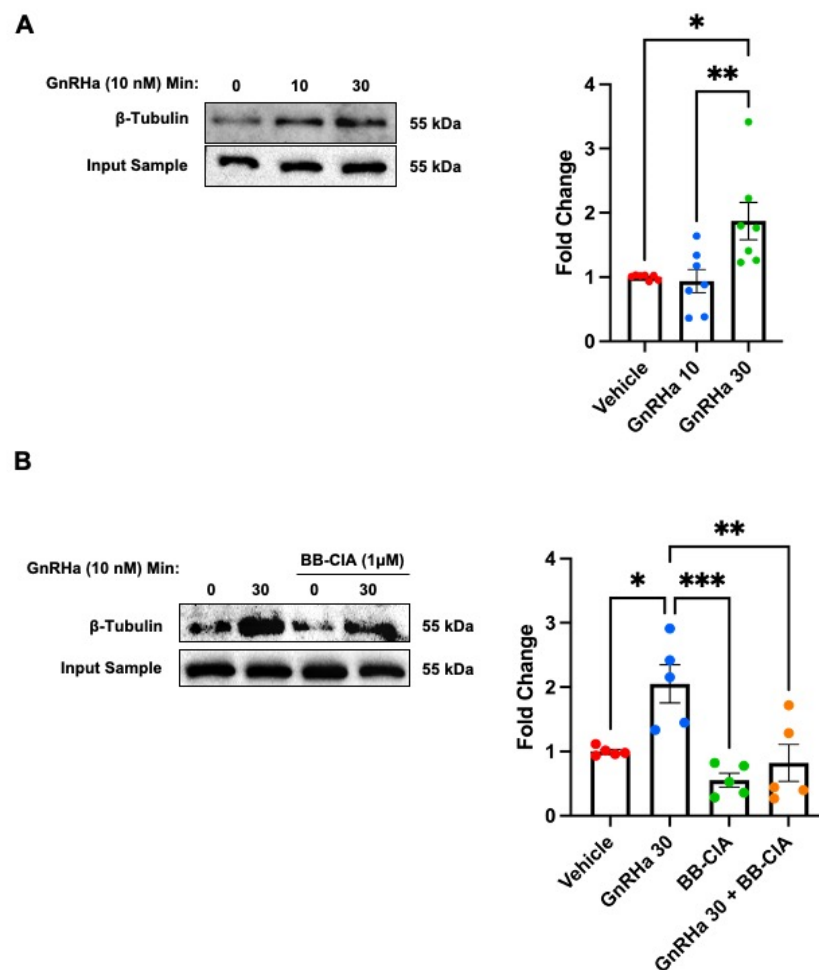 A
GnRHa (10 nM) Min: 0 10 30
β-Tubulin 55 kDa
Input Sample 55 kDa
* **
Fold Change
4
3
2
1
0
Vehicle
GnRHa 10
GnRHa 30
B
BB-ClA (1μM)
GnRHa (10 nM) Min: 0 30 0 30
β-Tubulin 55 kDa
Input Sample 55 kDa
**
* ***
Fold Change
4
3
2
1
0
Vehicle
GnRHa 30
BB-ClA
GnRHa 30 + BB-ClA